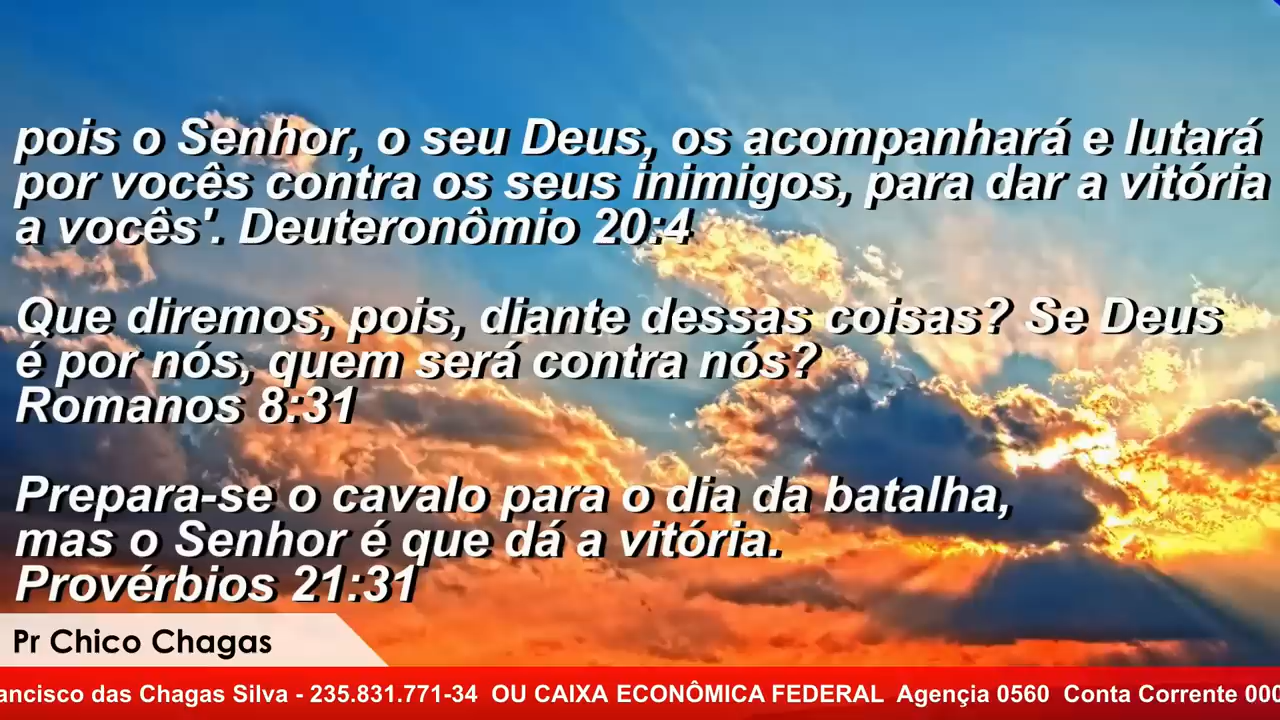 pois o Senhor, o seu Deus, os acompanhará e lutará
por vocês contra os seus inimigos, para dar a vitória
a vocês'. Deuteronômio 20:4
Que diremos, pois, diante dessas coisas? Se Deus
é por nós, quem será contra nós?
Romanos 8:31
Prepara-se o cavalo para o dia da batalha,
mas o Senhor é que dá a vitória.
Provérbios 21:31
Pr Chico Chagas
ancisco das Chagas Silva - 235.831.771-34 OU CAIXA ECONÔMICA FEDERAL Agençia 0560 Conta Corrente 000